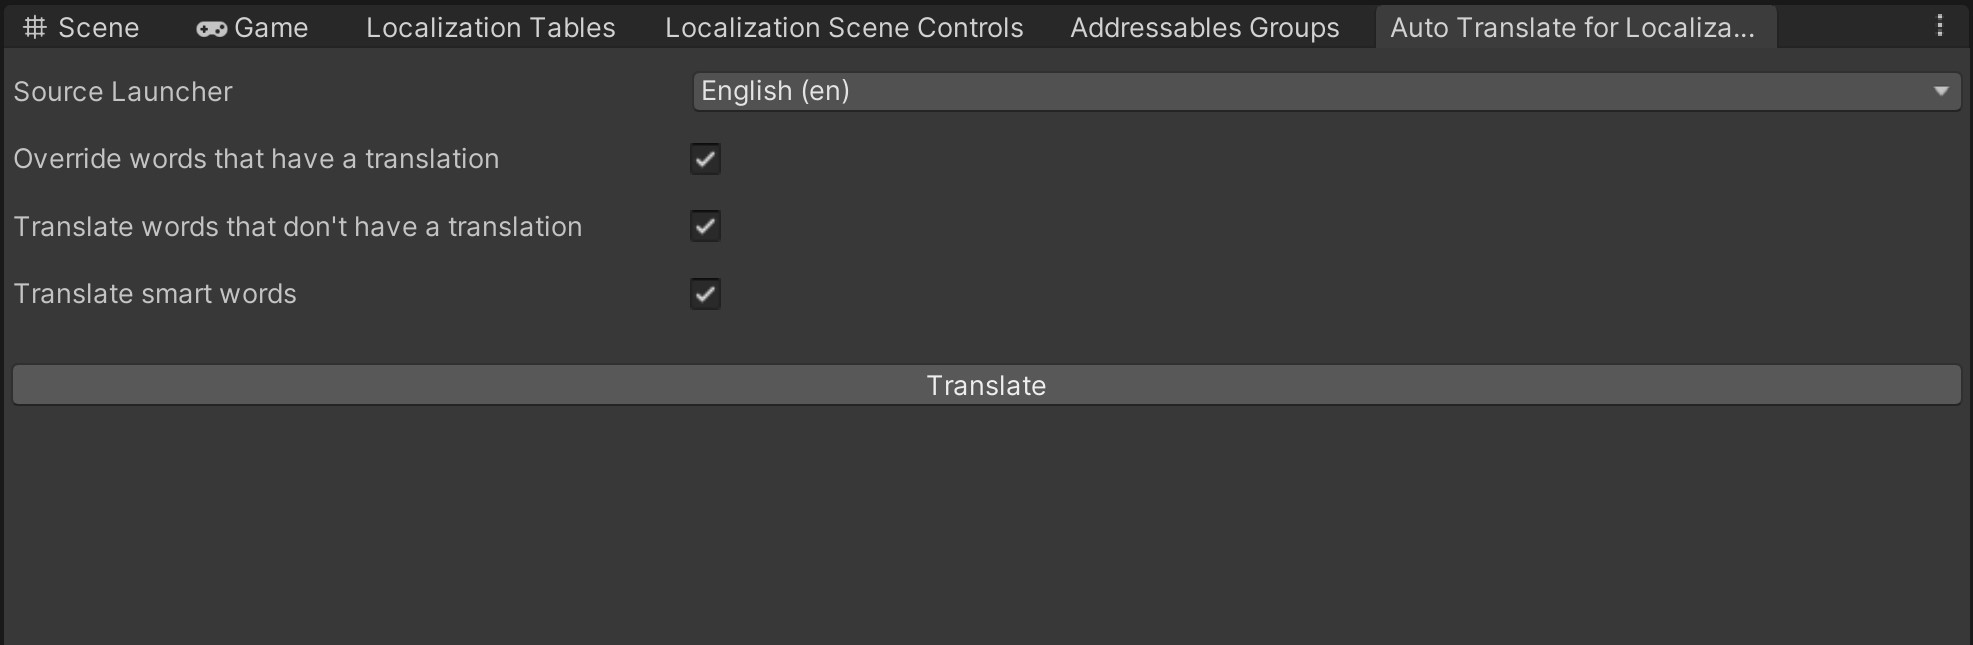 Scene Game Localization Tables Localization Scene Controls Addressables Groups Auto Translate for Localiza...
Source Launcher English (en)
Override words that have a translation
Translate words that don't have a translation
Translate smart words
Translate